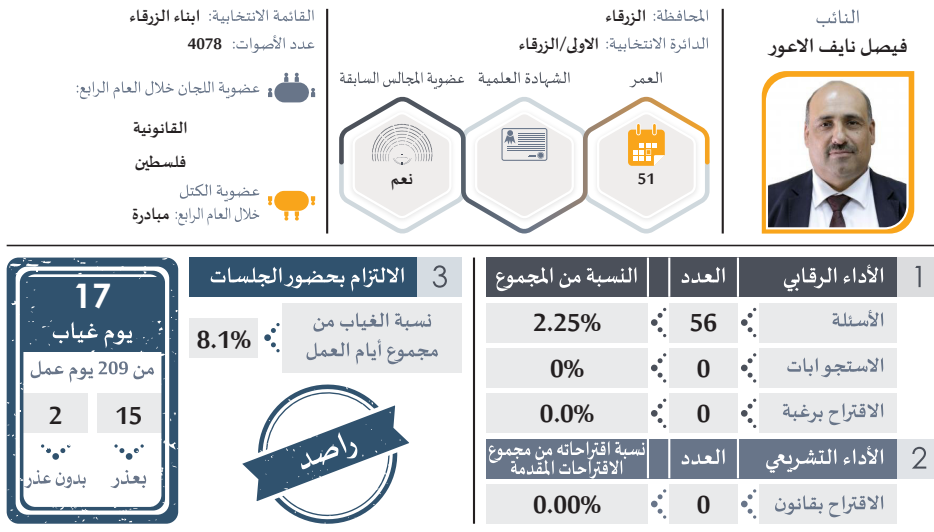 النائب
فيصل نايف الاعور
المحافظة: الزرقاء
الدائرة الانتخابية: الاولى/الزرقاء
العمر
51
الشهادة العلمية
عضوية المجالس السابقة
نعم
القائمة الانتخابية: ابناء الزرقاء
عدد الأصوات: 4078
عضوية اللجان خلال العام الرابع:
القانونية
فلسطين
عضوية الكتل
خلال العام الرابع: مبادرة
1 الأداء الرقابي العدد النسبة من المجموع
الأسئلة 56 2.25%
الاستجوابات 0 0%
الاقتراح برغبة 0 0.0%
2 الأداء التشريعي العدد نسبة اقتراحاته من مجموع
الاقتراحات المقدمة
الاقتراح بقانون 0 0.00%
3 الالتزام بحضور الجلسات
نسبة الغياب من
مجموع أيام العمل
8.1%
راصد
17
يوم غياب
من 209 يوم عمل
15 2
بعذر بدون عذر